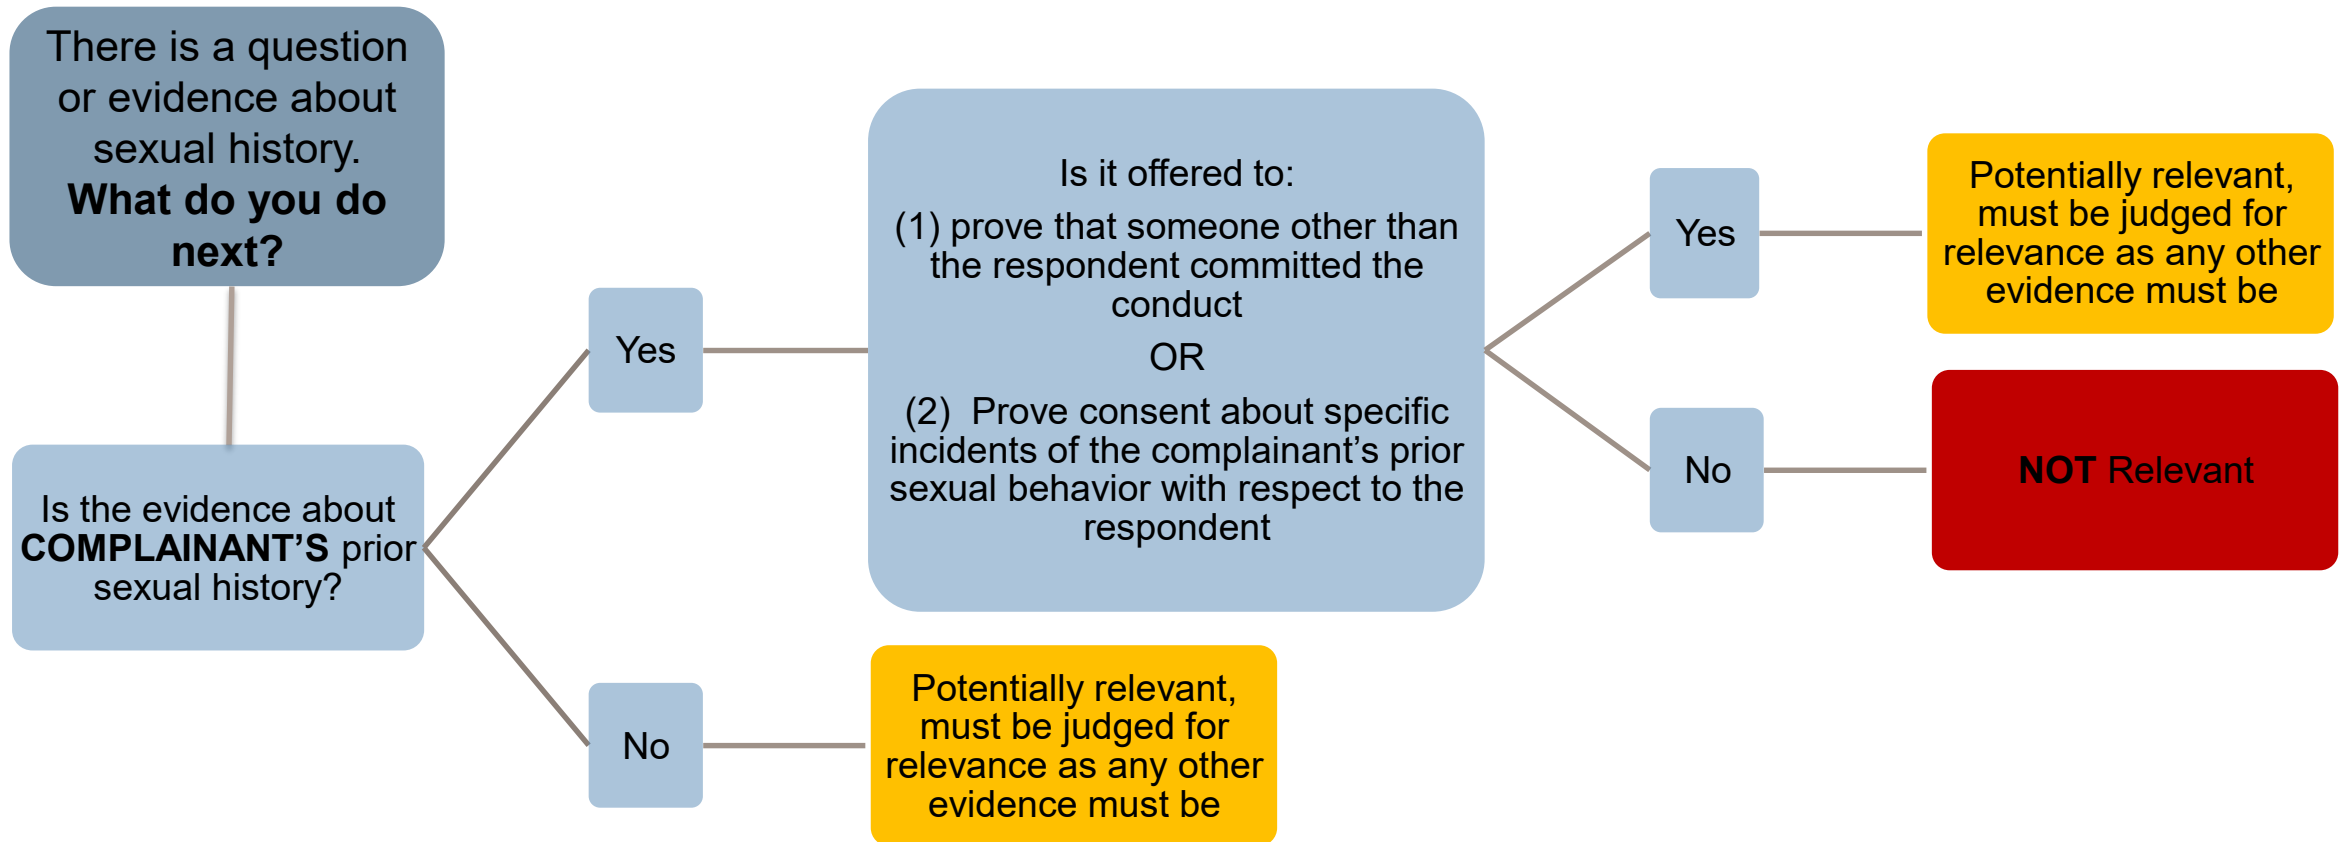 There is a question
or evidence about
sexual history.
What do you do
next?
Is the evidence about
COMPLAINANT’S prior
sexual history?
Yes
No
Is it offered to:
(1) prove that someone other than
the respondent committed the
conduct
OR
(2)  Prove consent about specific
incidents of the complainant’s prior
sexual behavior with respect to the
respondent
Potentially relevant,
must be judged for
relevance as any other
evidence must be
Yes
No
Potentially relevant,
must be judged for
relevance as any other
evidence must be
NOT Relevant